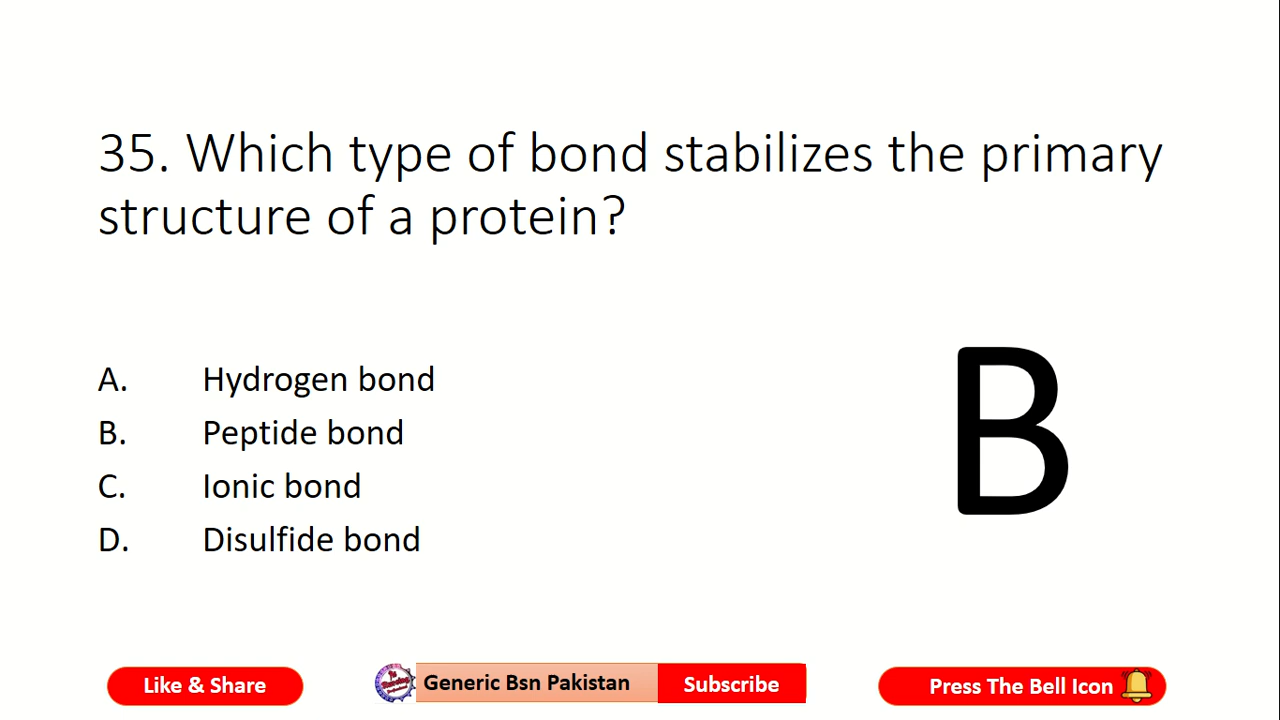 35. Which type of bond stabilizes the primary
structure of a protein?
A. Hydrogen bond
B. Peptide bond
C. Ionic bond
D. Disulfide bond
B
Like & Share
Generic Bsn Pakistan
Subscribe
Press The Bell Icon